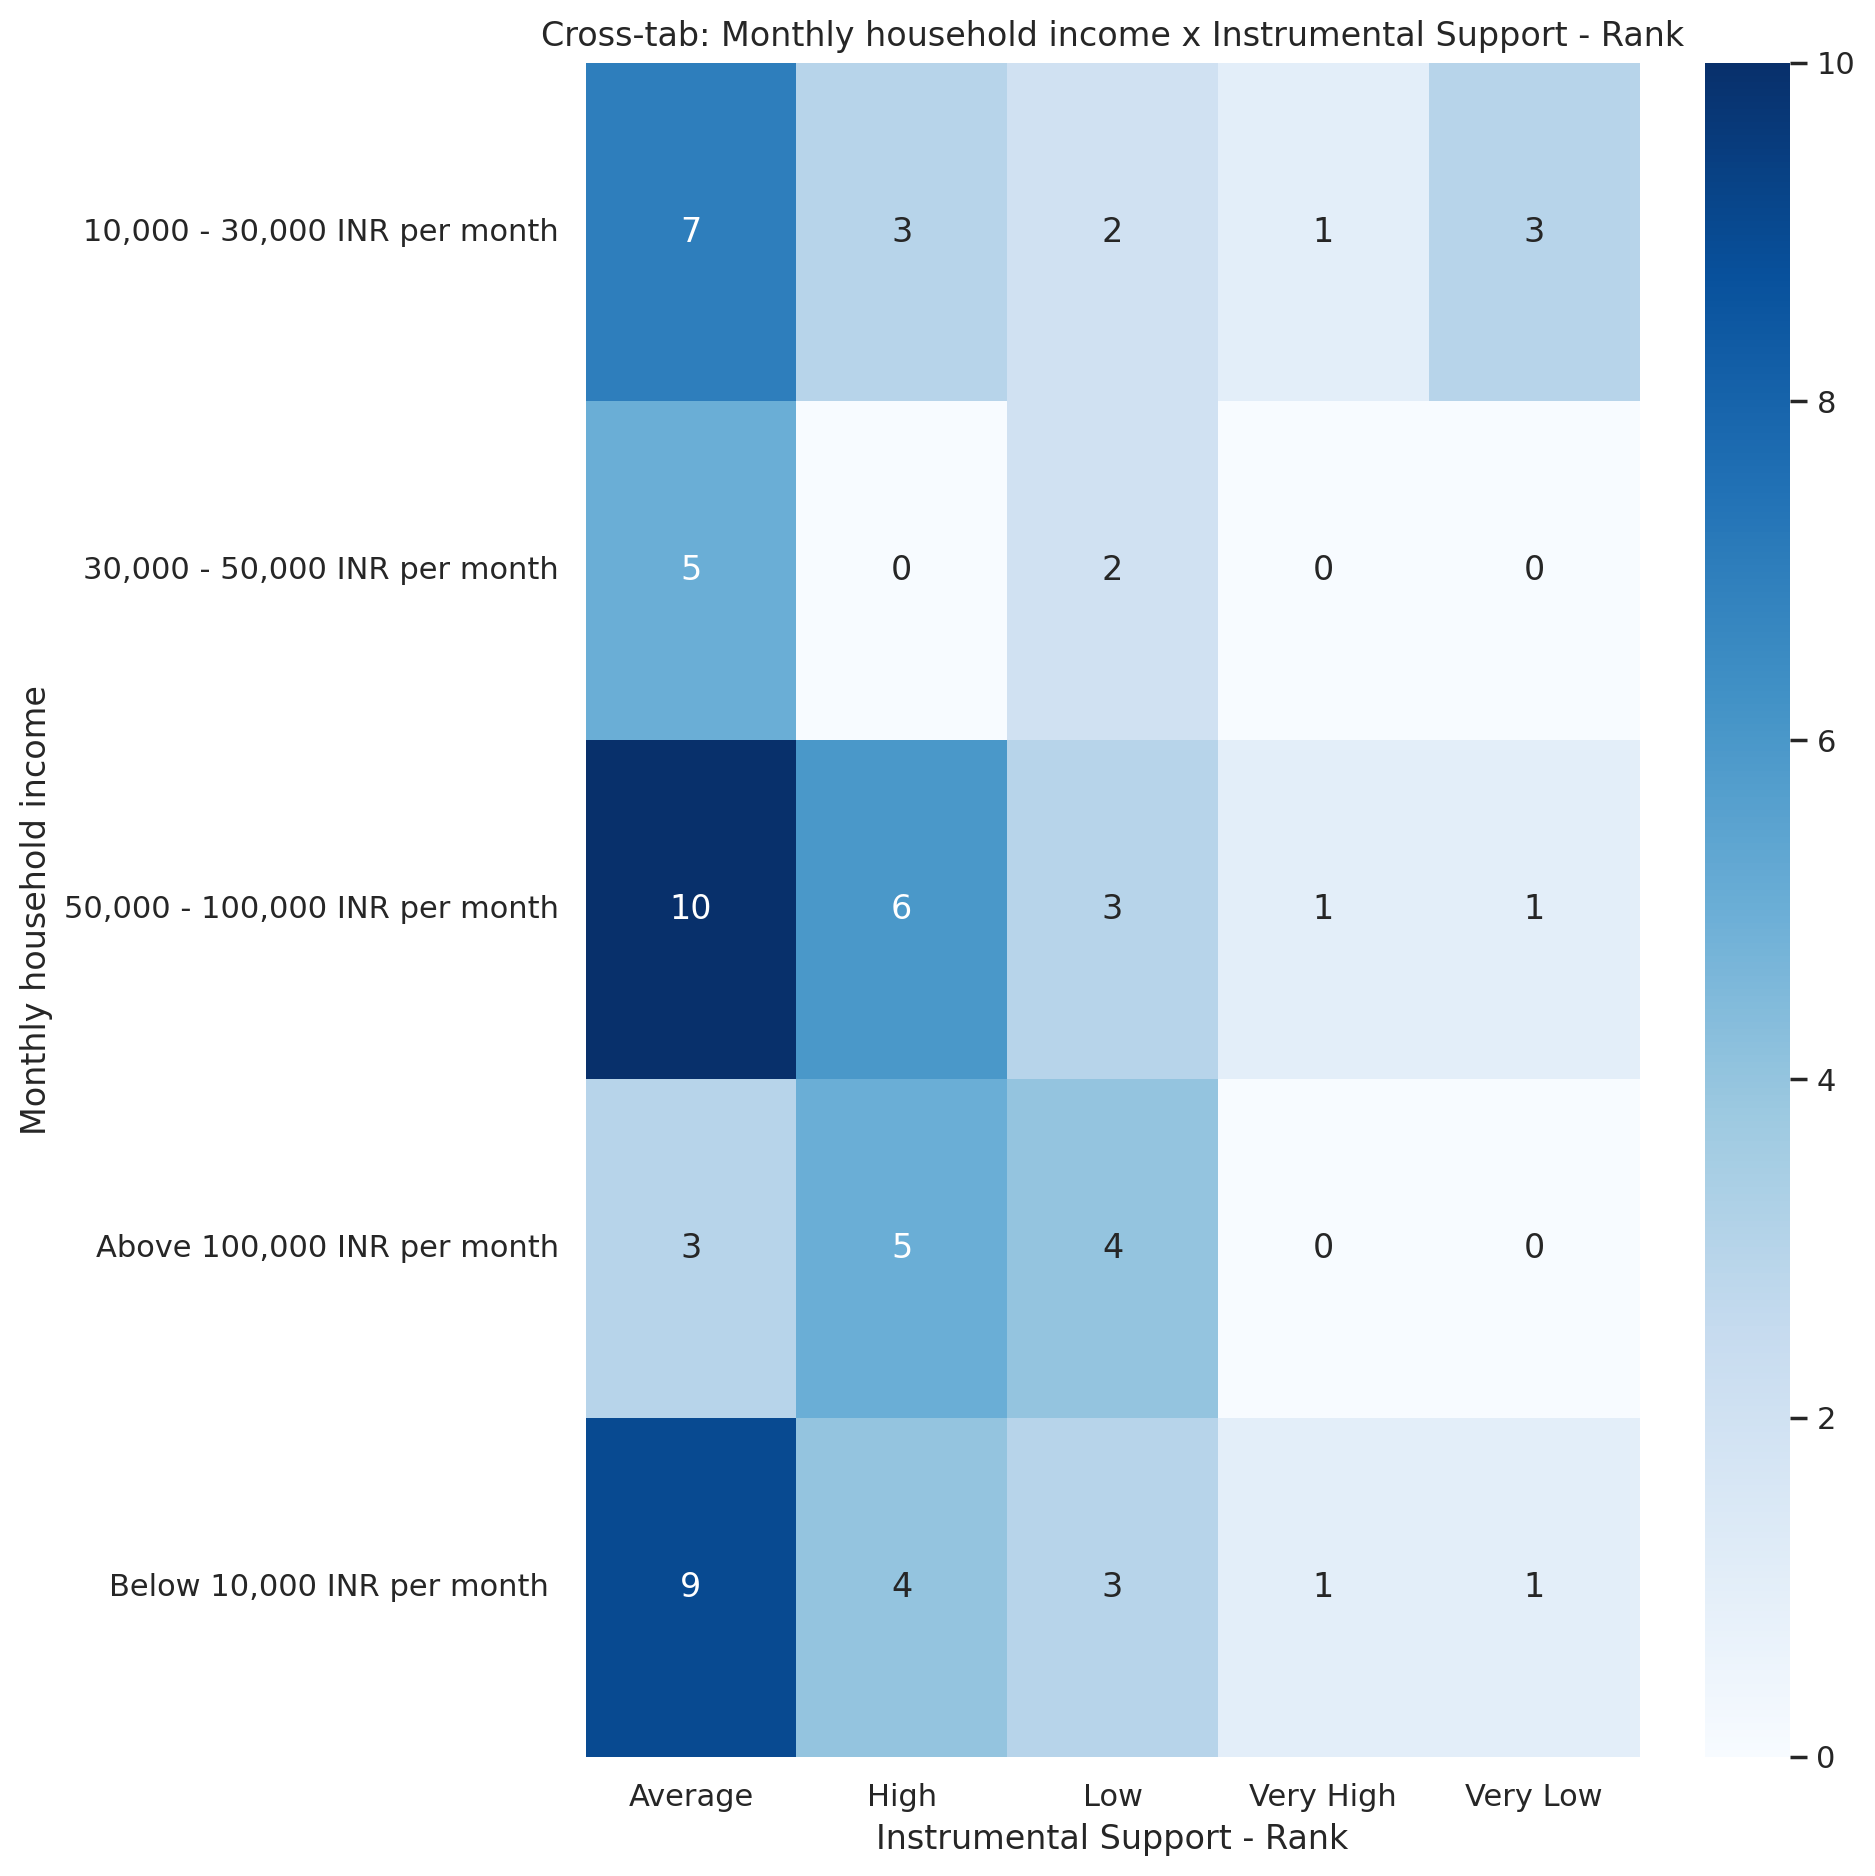 Cross-tab: Monthly household income x Instrumental Support - Rank
10,000 - 30,000 INR per month 7 3 2 1 3
30,000 - 50,000 INR per month 5 0 2 0 0
50,000 - 100,000 INR per month 10 6 3 1 1
Above 100,000 INR per month 3 5 4 0 0
Below 10,000 INR per month 9 4 3 1 1
Average High Low Very High Very Low
Instrumental Support - Rank
Monthly household income
10
8
6
4
2
0